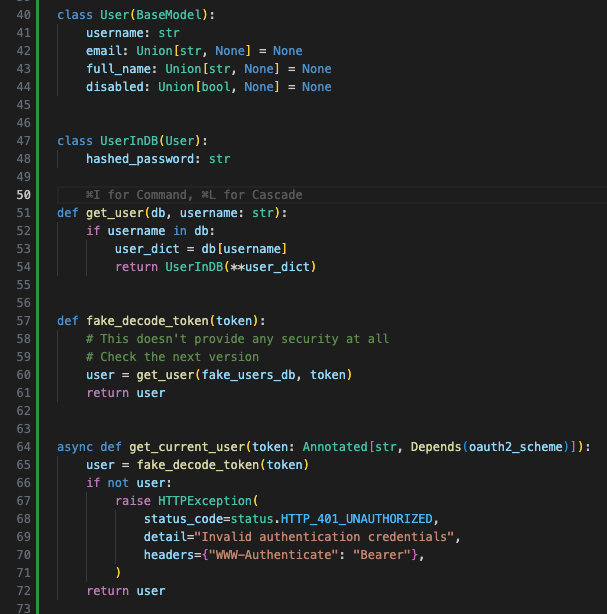 40 class User(BaseModel):
41     username: str
42     email: Union[str, None] = None
43     full_name: Union[str, None] = None
44     disabled: Union[bool, None] = None
45
46
47 class UserInDB(User):
48     hashed_password: str
49
50     ⌘I for Command, ⌘L for Cascade
51 def get_user(db, username: str):
52     if username in db:
53         user_dict = db[username]
54         return UserInDB(**user_dict)
55
56
57 def fake_decode_token(token):
58     # This doesn't provide any security at all
59     # Check the next version
60     user = get_user(fake_users_db, token)
61     return user
62
63
64 async def get_current_user(token: Annotated[str, Depends(oauth2_scheme)]):
65     user = fake_decode_token(token)
66     if not user:
67         raise HTTPException(
68             status_code=status.HTTP_401_UNAUTHORIZED,
69             detail="Invalid authentication credentials",
70             headers={"WWW-Authenticate": "Bearer"},
71         )
72     return user
73